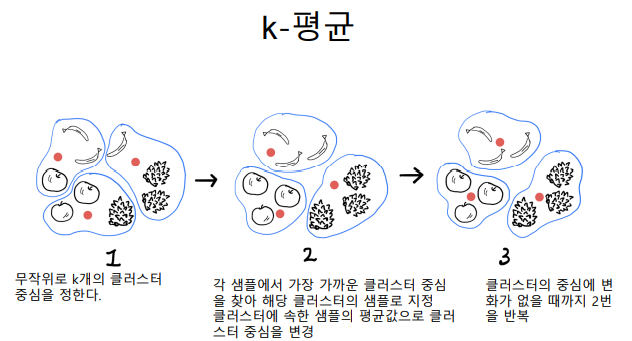 k-평균
1
무작위로 k개의 클러스터
중심을 정한다.
2
각 샘플에서 가장 가까운 클러스터 중심
을 찾아 해당 클러스터의 샘플로 지정
클러스터에 속한 샘플의 평균값으로 클러
스터 중심을 변경
3
클러스터의 중심에 변
화가 없을 때까지 2번
을 반복